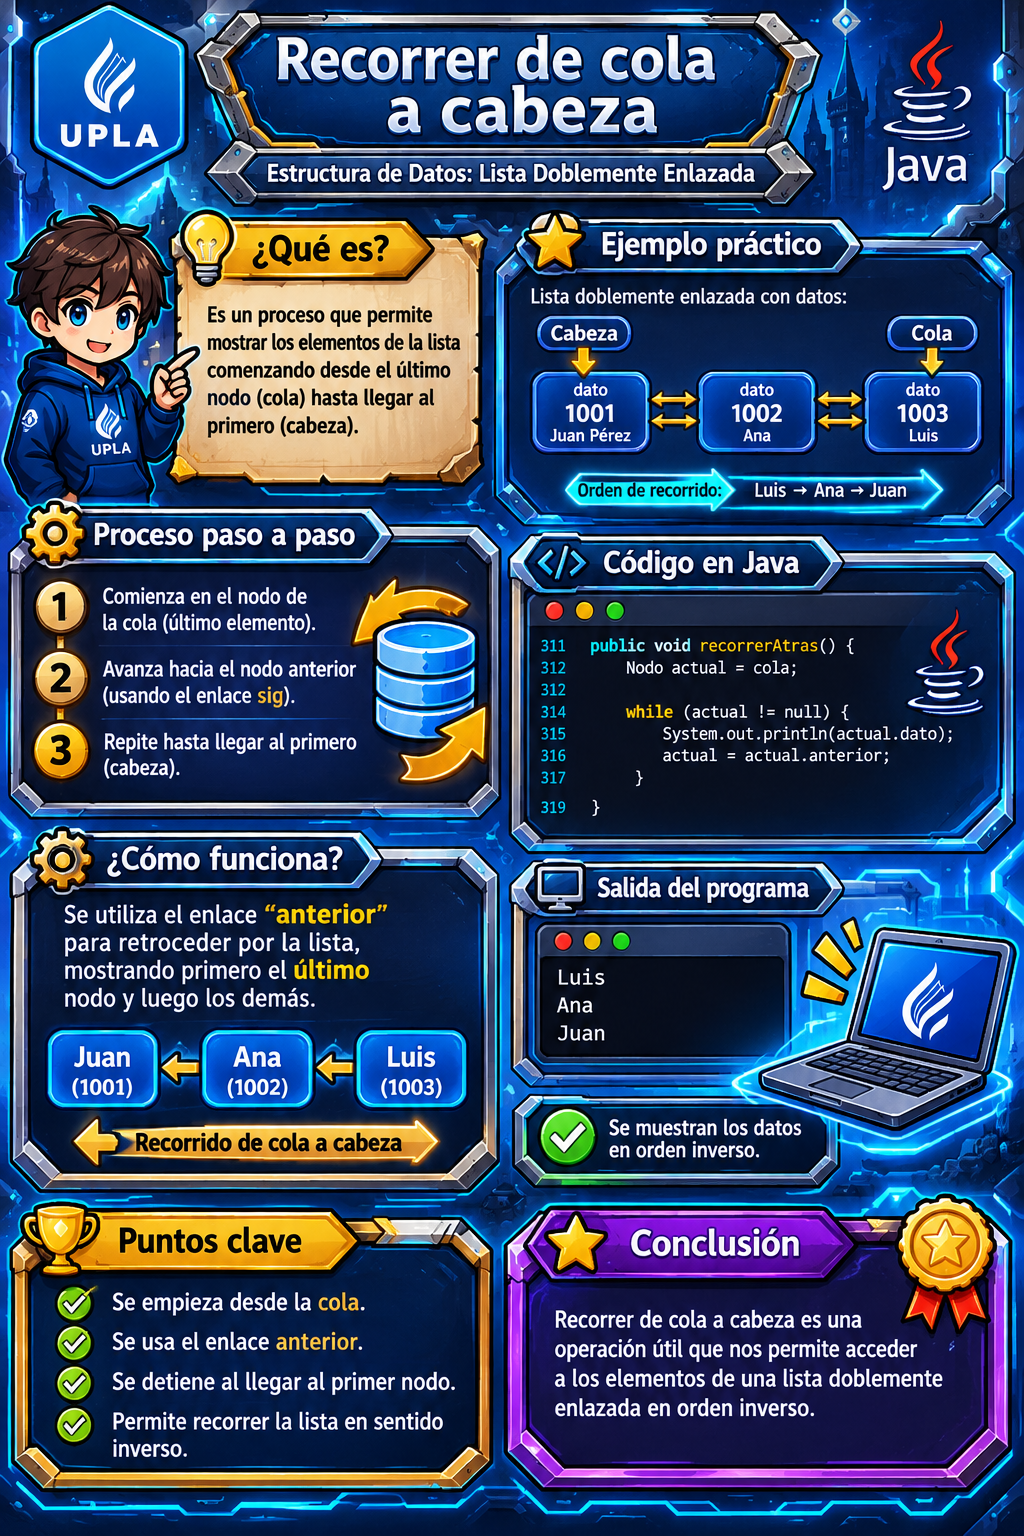 UPLA
Recorrer de cola
a cabeza
Estructura de Datos: Lista Doblemente Enlazada
Java
UPLA
¿Qué es?
Es un proceso que permite
mostrar los elementos de la lista
comenzando desde el último
nodo (cola) hasta llegar al
primero (cabeza).
Ejemplo práctico
Lista doblemente enlazada con datos:
Cabeza
Cola
dato
1001
Juan Pérez
dato
1002
Ana
dato
1003
Luis
Orden de recorrido:
Luis → Ana → Juan
Proceso paso a paso
1
Comienza en el nodo de
la cola (último elemento).
2
Avanza hacia el nodo anterior
(usando el enlace sig).
3
Repite hasta llegar al primero
(cabeza).
</> Código en Java
311 public void recorrerAtras() {
312 Nodo actual = cola;
312
314 while (actual != null) {
315 System.out.println(actual.dato);
316 actual = actual.anterior;
317 }
319 }
¿Cómo funciona?
Se utiliza el enlace “anterior”
para retroceder por la lista,
mostrando primero el último
nodo y luego los demás.
Juan
(1001)
Ana
(1002)
Luis
(1003)
Recorrido de cola a cabeza
Salida del programa
Luis
Ana
Juan
Se muestran los datos
en orden inverso.
Puntos clave
Se empieza desde la cola.
Se usa el enlace anterior.
Se detiene al llegar al primer nodo.
Permite recorrer la lista en sentido
inverso.
Conclusión
Recorrer de cola a cabeza es una
operación útil que nos permite acceder
a los elementos de una lista doblemente
enlazada en orden inverso.